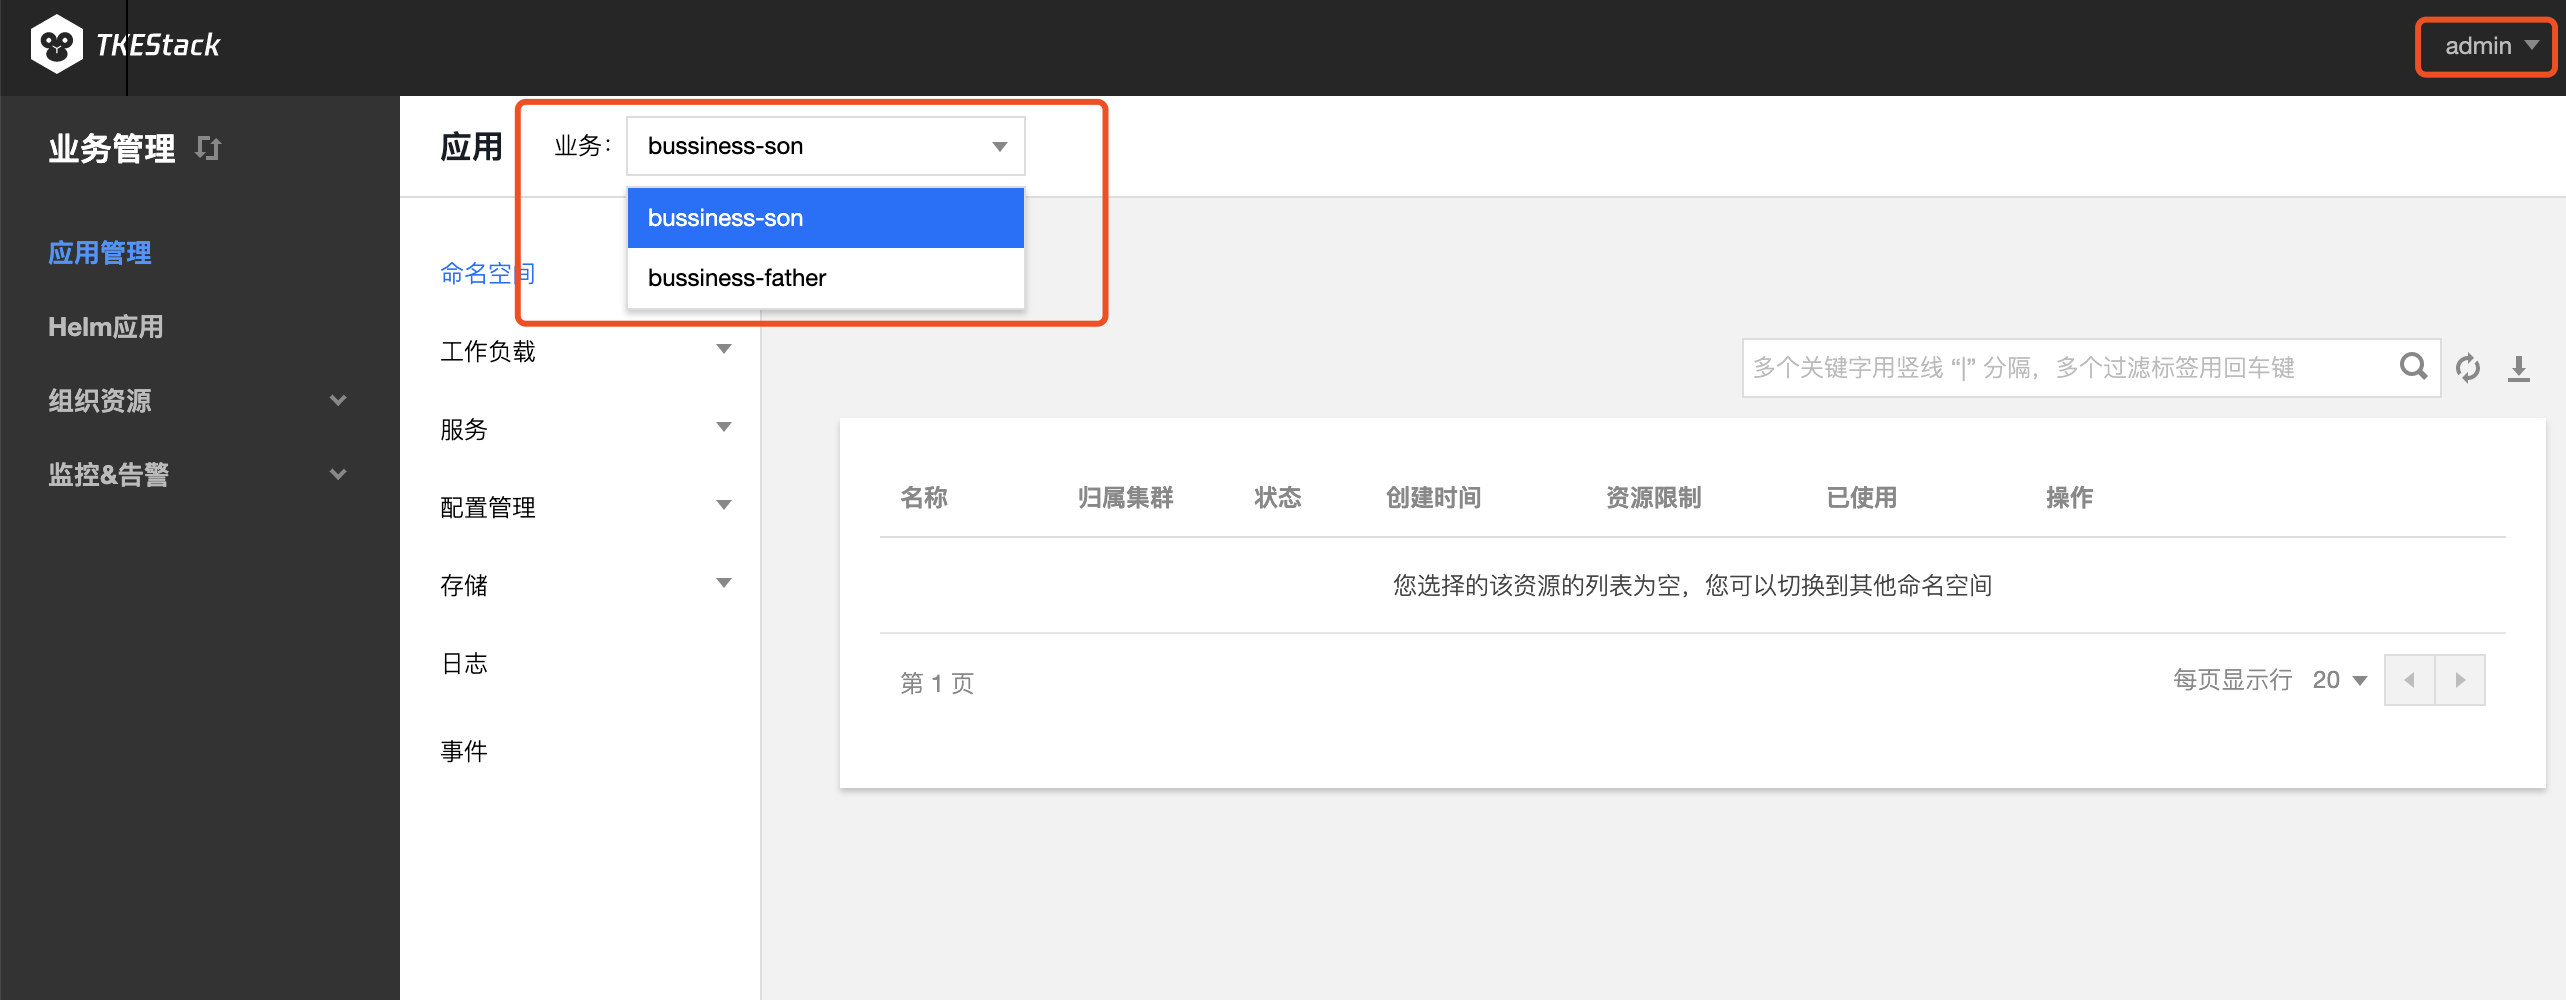 TKEStack
admin
业务管理
应用管理
Helm应用
组织资源
监控&告警
应用
业务：
bussiness-son
bussiness-son
bussiness-father
命名空间
工作负载
服务
配置管理
存储
日志
事件
多个关键字用竖线 “|” 分隔，多个过滤标签用回车键
名称 归属集群 状态 创建时间 资源限制 已使用 操作
您选择的该资源的列表为空，您可以切换到其他命名空间
第 1 页
每页显示行 20